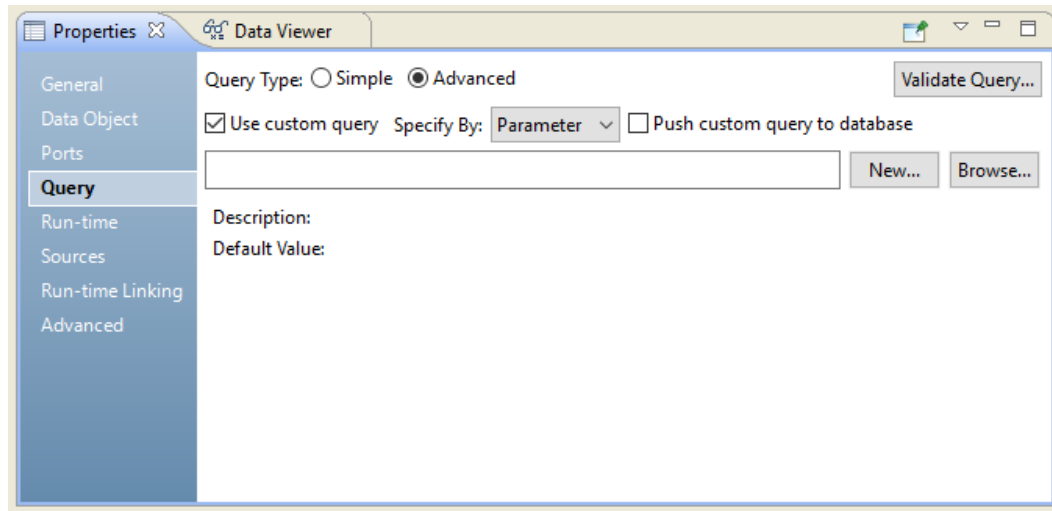 Properties Data Viewer
General
Data Object
Ports
Query
Run-time
Sources
Run-time Linking
Advanced
Query Type: Simple Advanced Validate Query...
Use custom query Specify By: Parameter Push custom query to database
New... Browse...
Description:
Default Value: